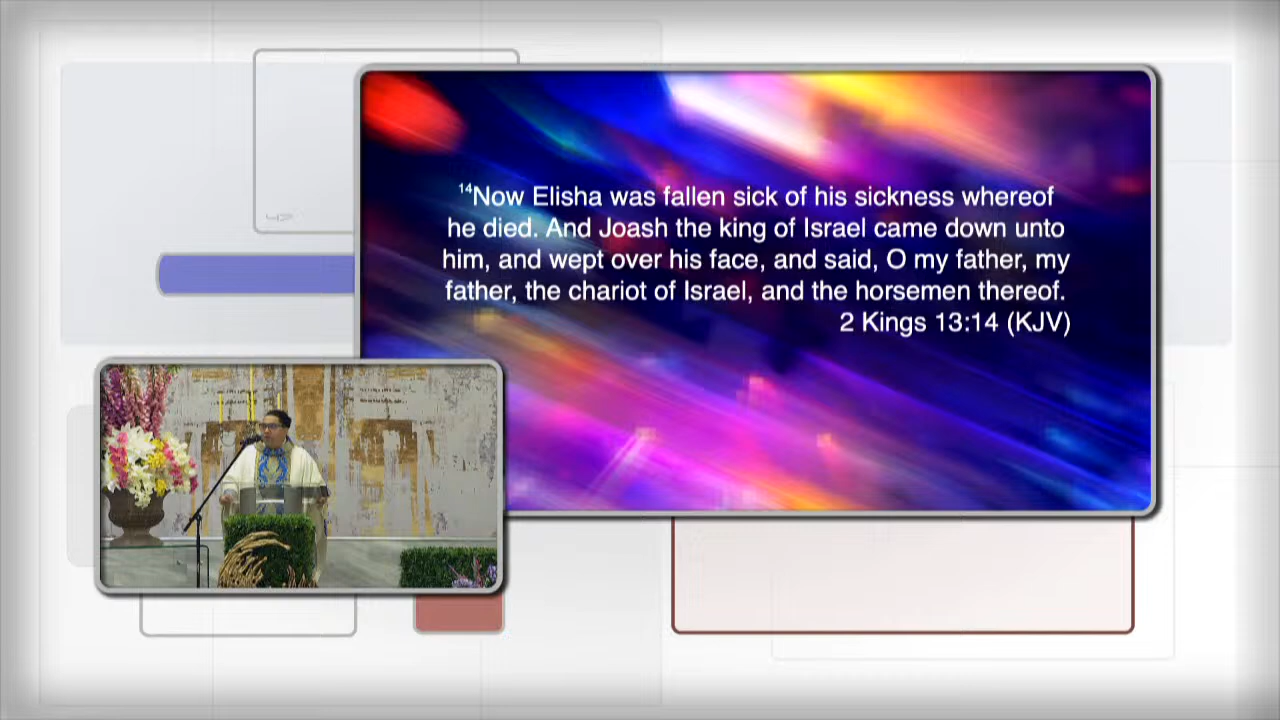 ¹⁴Now Elisha was fallen sick of his sickness whereof
he died. And Joash the king of Israel came down unto
him, and wept over his face, and said, O my father, my
father, the chariot of Israel, and the horsemen thereof.
2 Kings 13:14 (KJV)
47